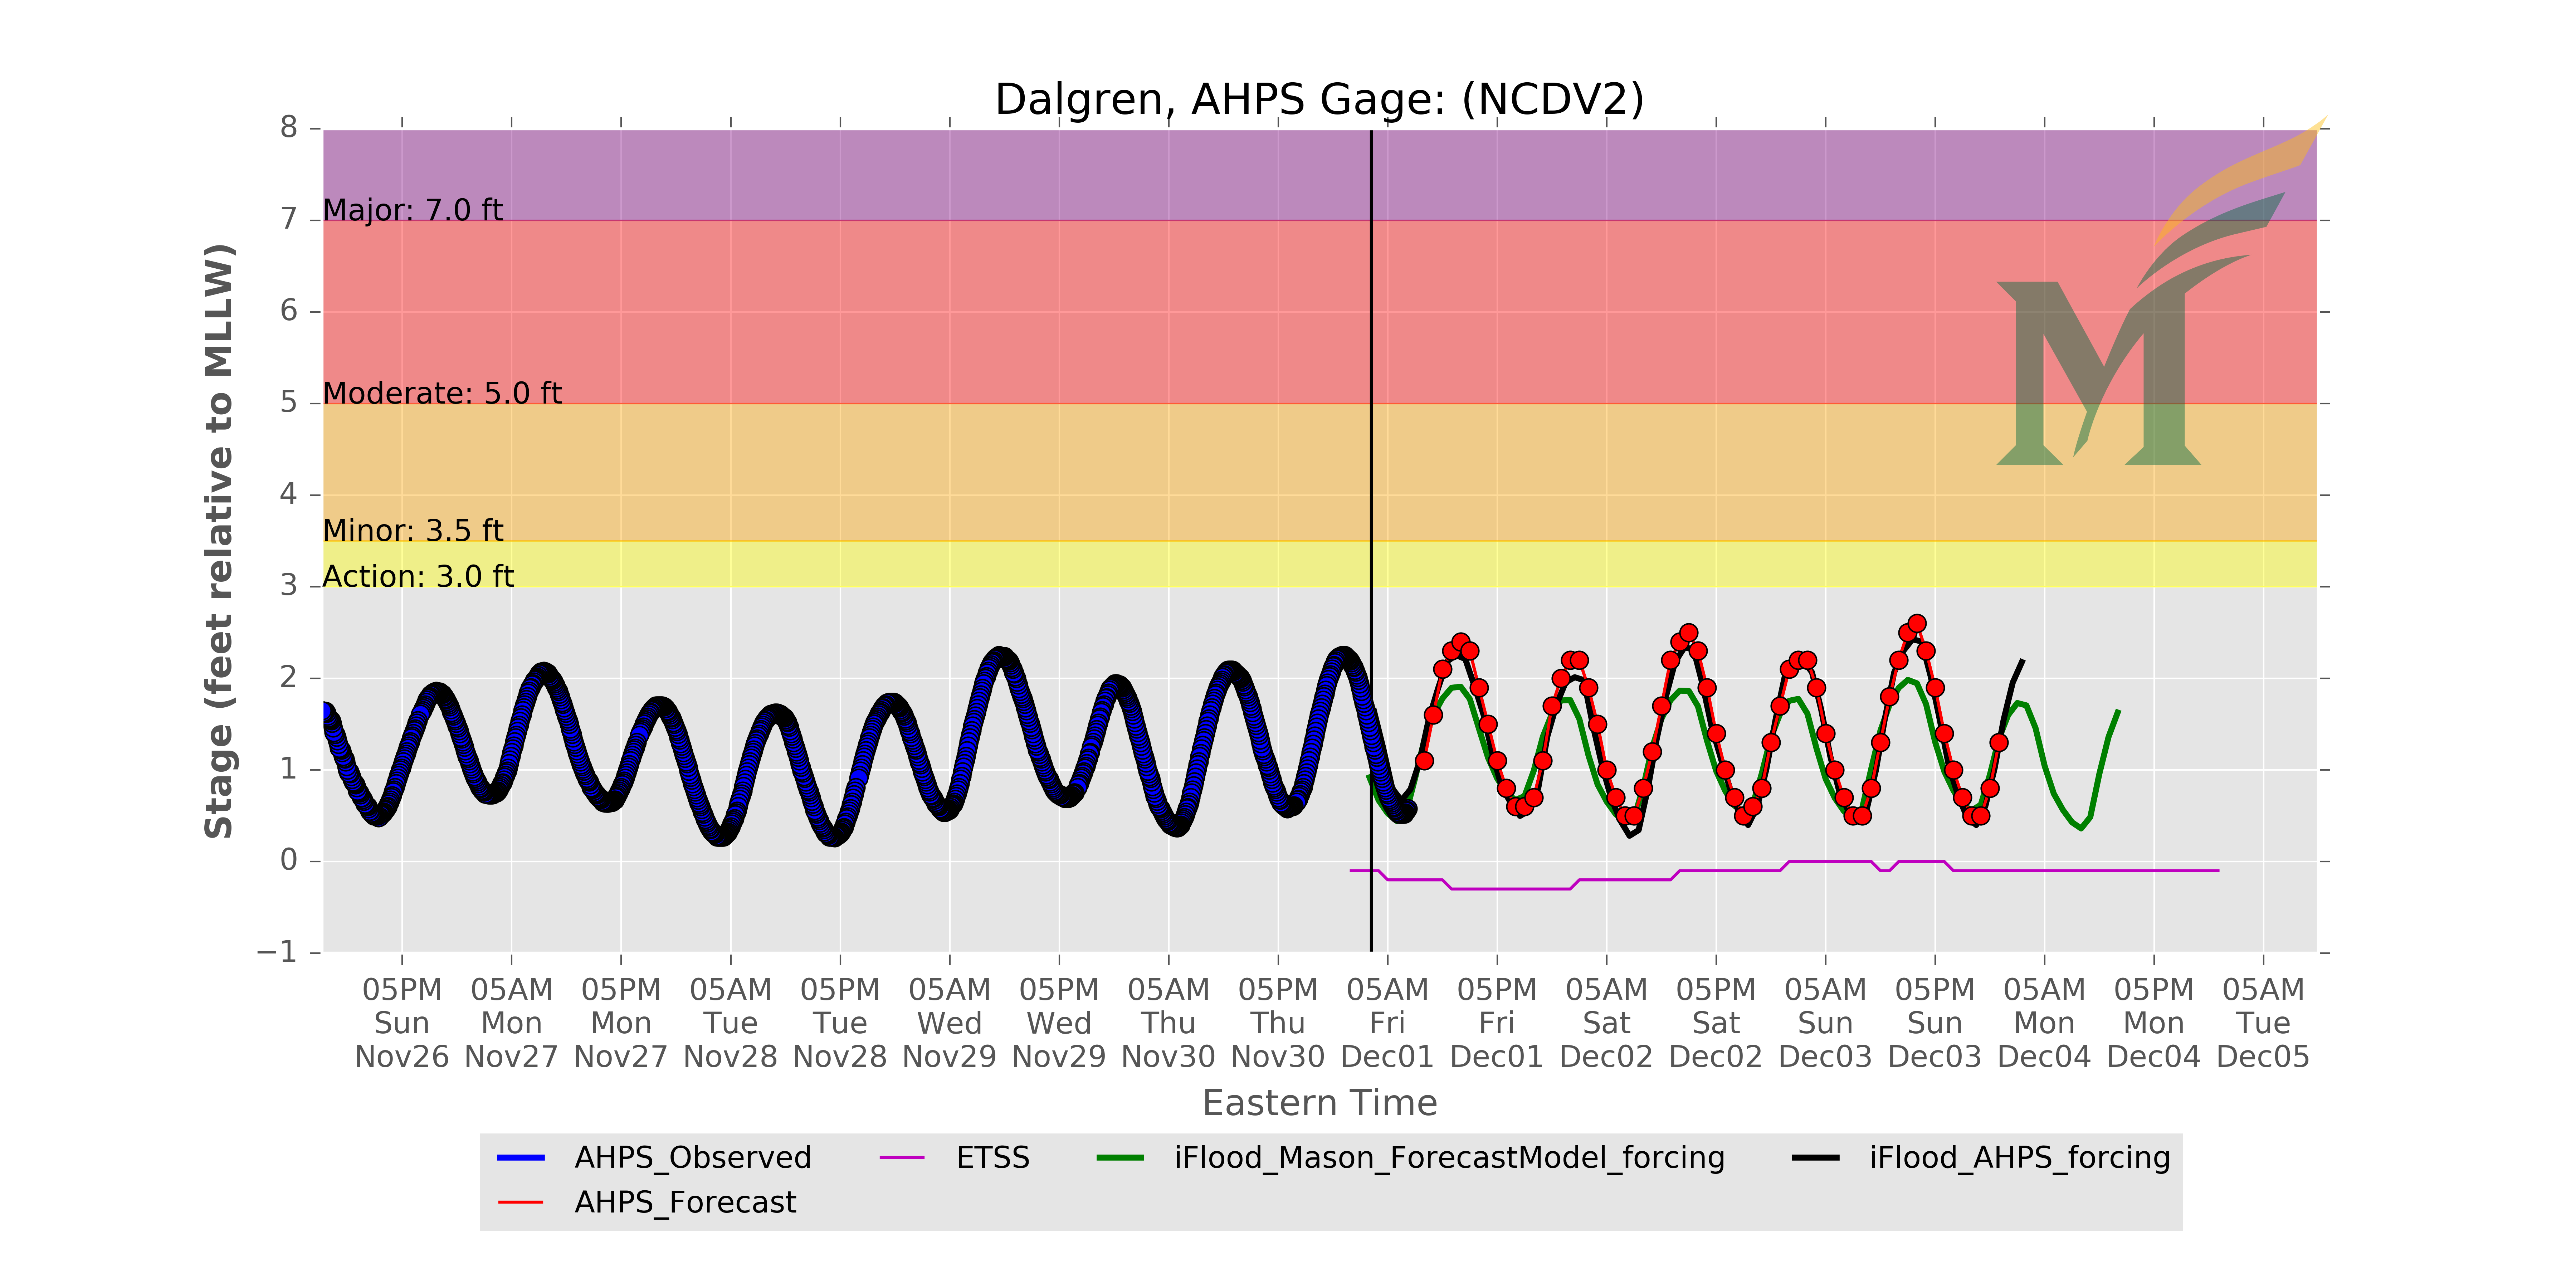 Dalgren, AHPS Gage: (NCDV2)
8
7
6
5
4
3
2
1
0
−1
Stage (feet relative to MLLW)
Major: 7.0 ft
Moderate: 5.0 ft
Minor: 3.5 ft
Action: 3.0 ft
M
05PM 05AM 05PM 05AM 05PM 05AM 05PM 05AM 05PM 05AM 05PM 05AM 05PM 05AM 05PM 05AM 05PM 05AM
Sun Mon Mon Tue Tue Wed Wed Thu Thu Fri Fri Sat Sat Sun Sun Mon Mon Tue
Nov26 Nov27 Nov27 Nov28 Nov28 Nov29 Nov29 Nov30 Nov30 Dec01 Dec01 Dec02 Dec02 Dec03 Dec03 Dec04 Dec04 Dec05
Eastern Time
AHPS_Observed ETSS iFlood_Mason_ForecastModel_forcing iFlood_AHPS_forcing
AHPS_Forecast